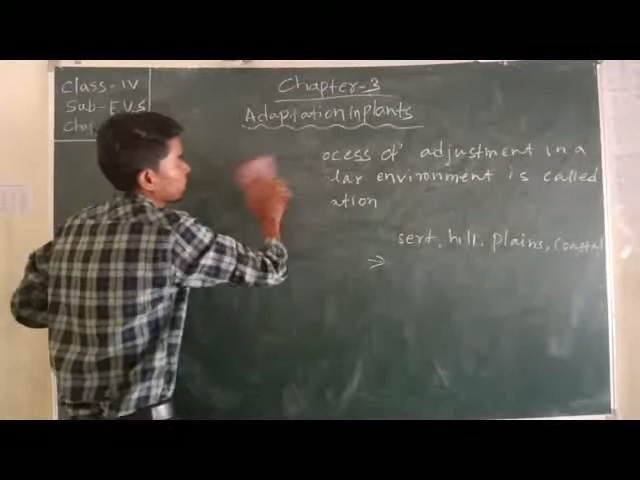 Class-IV
Sub-E.V.S
Chapter-3
Adaptation in plants
ocess of adjustment in a
lar environment is called
ation
sert, hill, plains, coastal
⇒